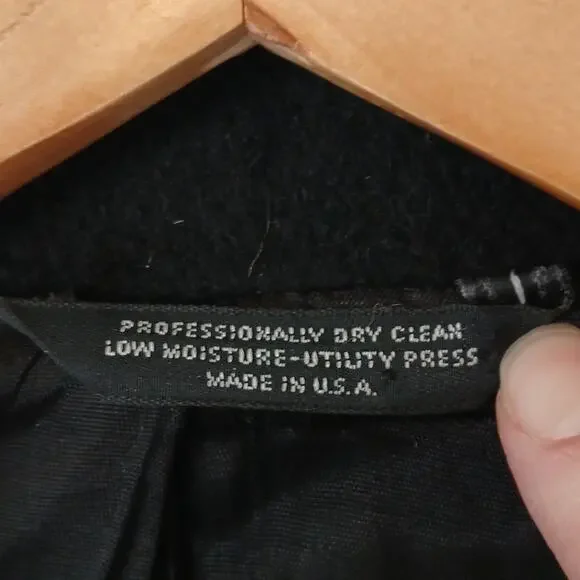 PROFESSIONALLY DRY CLEAN
LOW MOISTURE-UTILITY PRESS
MADE IN U.S.A.